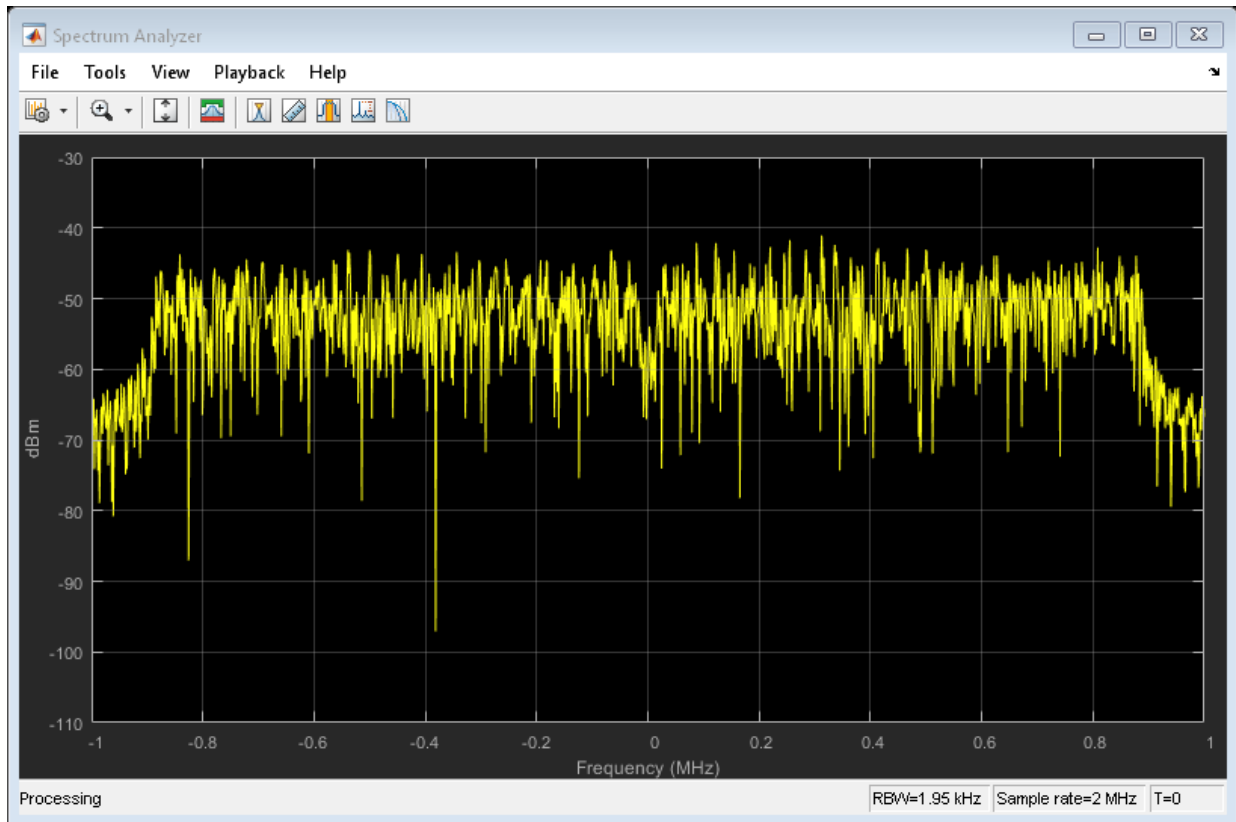 Spectrum Analyzer
File Tools View Playback Help
-30
-40
-50
-60
-70
-80
-90
-100
-110
dBm
-1 -0.8 -0.6 -0.4 -0.2 0 0.2 0.4 0.6 0.8 1
Frequency (MHz)
Processing RBW=1.95 kHz Sample rate=2 MHz T=0